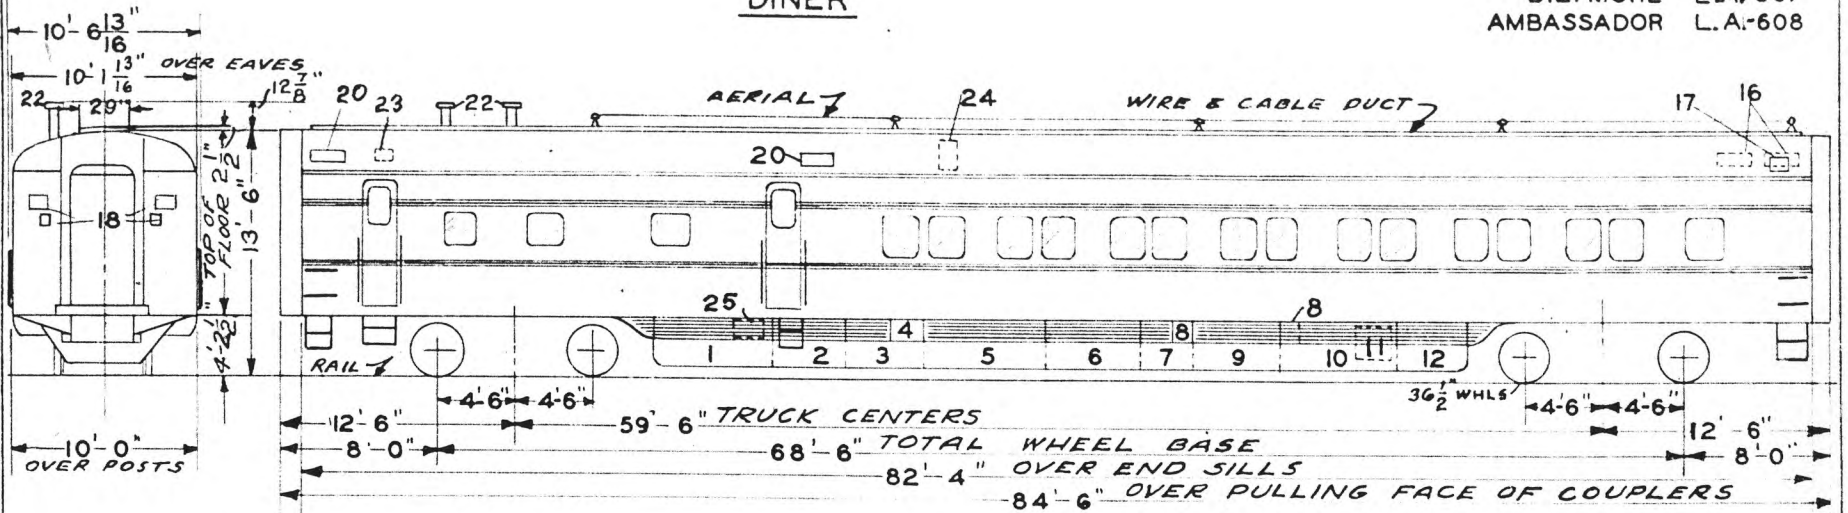 DINER
AMBASSADOR L.A.-608
10'-6 13/16"
10'-1 13/16" OVER EAVES
12 7/8"
22
29"
20
23
22
AERIAL
24
WIRE & CABLE DUCT
17
16
20
18
TOP OF FLOOR 2 1/2"
13'-6"
4'-2 1/2"
25
4
8
8
1
2
3
5
6
7
9
10
11
12
RAIL
36 1/2" WHLS
4'-6"
4'-6"
4'-6"
4'-6"
12'-6"
59'-6" TRUCK CENTERS
12'-6"
8'-0"
68'-6" TOTAL WHEEL BASE
8'-0"
10'-0"
OVER POSTS
82'-4" OVER END SILLS
84'-6" OVER PULLING FACE OF COUPLERS